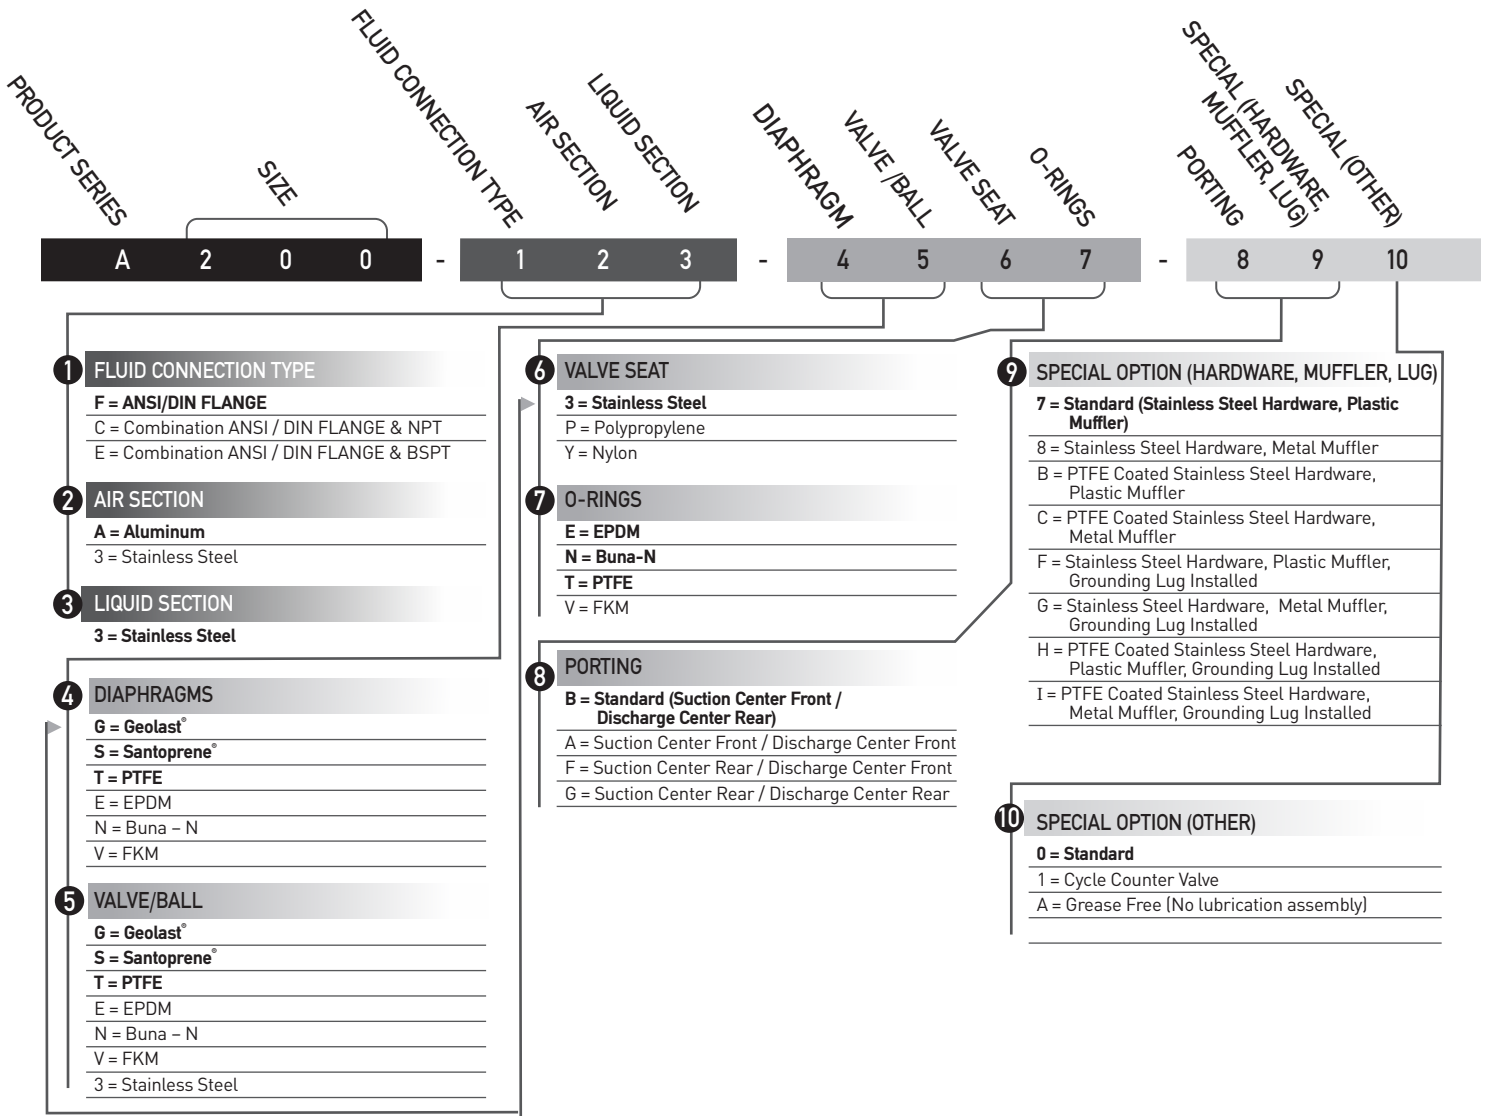 PRODUCT SERIES
SIZE
FLUID CONNECTION TYPE
AIR SECTION
LIQUID SECTION
DIAPHRAGM
VALVE /BALL
VALVE SEAT
O-RINGS
PORTING
SPECIAL (HARDWARE,
MUFFLER, LUG)
SPECIAL (OTHER)
A 2 0 0 - 1 2 3 - 4 5 6 7 - 8 9 10
1 FLUID CONNECTION TYPE
F = ANSI/DIN FLANGE
C = Combination ANSI / DIN FLANGE & NPT
E = Combination ANSI / DIN FLANGE & BSPT
2 AIR SECTION
A = Aluminum
3 = Stainless Steel
3 LIQUID SECTION
3 = Stainless Steel
4 DIAPHRAGMS
G = Geolast®
S = Santoprene®
T = PTFE
E = EPDM
N = Buna – N
V = FKM
5 VALVE/BALL
G = Geolast®
S = Santoprene®
T = PTFE
E = EPDM
N = Buna – N
V = FKM
3 = Stainless Steel
6 VALVE SEAT
3 = Stainless Steel
P = Polypropylene
Y = Nylon
7 O-RINGS
E = EPDM
N = Buna-N
T = PTFE
V = FKM
8 PORTING
B = Standard (Suction Center Front /
Discharge Center Rear)
A = Suction Center Front / Discharge Center Front
F = Suction Center Rear / Discharge Center Front
G = Suction Center Rear / Discharge Center Rear
9 SPECIAL OPTION (HARDWARE, MUFFLER, LUG)
7 = Standard (Stainless Steel Hardware, Plastic
Muffler)
8 = Stainless Steel Hardware, Metal Muffler
B = PTFE Coated Stainless Steel Hardware,
Plastic Muffler
C = PTFE Coated Stainless Steel Hardware,
Metal Muffler
F = Stainless Steel Hardware, Plastic Muffler,
Grounding Lug Installed
G = Stainless Steel Hardware, Metal Muffler,
Grounding Lug Installed
H = PTFE Coated Stainless Steel Hardware,
Plastic Muffler, Grounding Lug Installed
I = PTFE Coated Stainless Steel Hardware,
Metal Muffler, Grounding Lug Installed
10 SPECIAL OPTION (OTHER)
0 = Standard
1 = Cycle Counter Valve
A = Grease Free (No lubrication assembly)